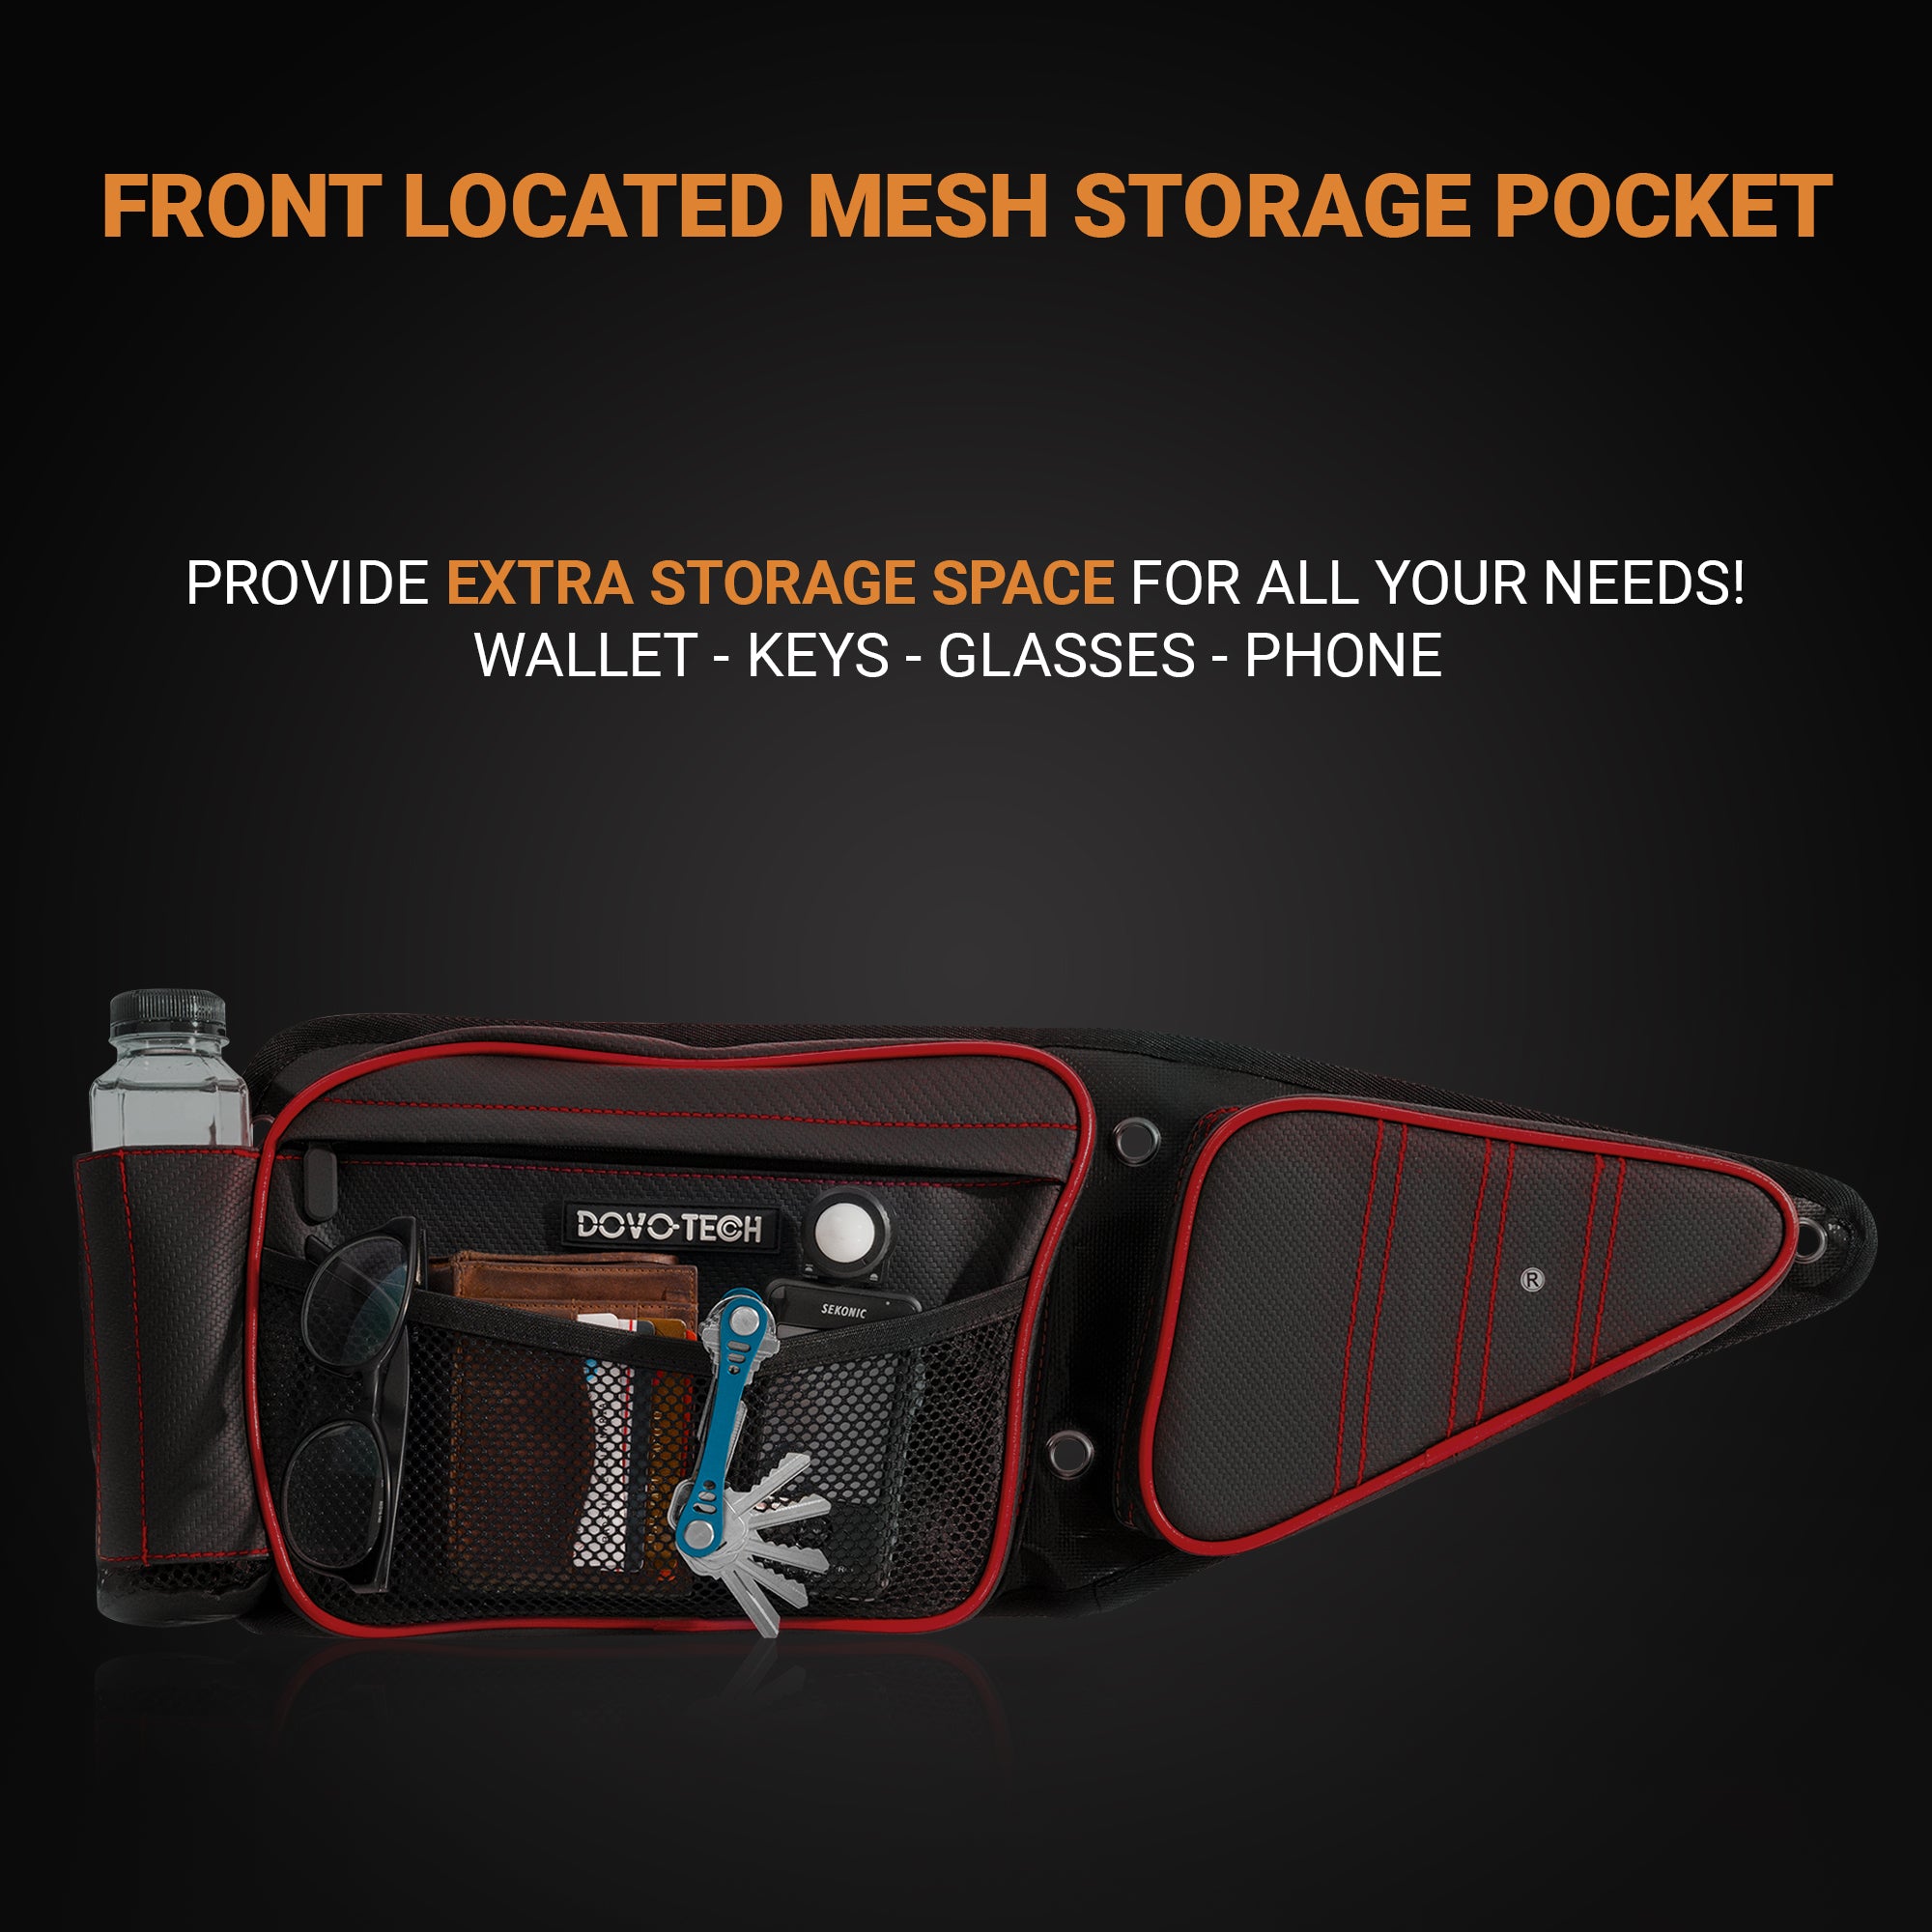 FRONT LOCATED MESH STORAGE POCKET
PROVIDE EXTRA STORAGE SPACE FOR ALL YOUR NEEDS!
WALLET - KEYS - GLASSES - PHONE
DOVO-TECH
SEKONIC
®